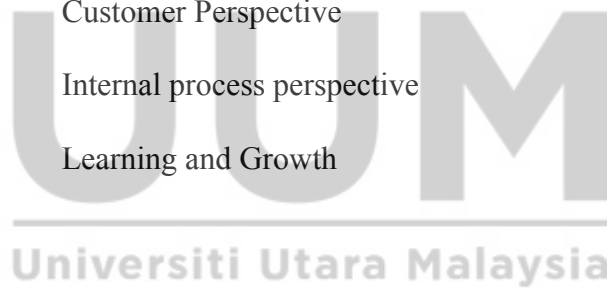 Customer Perspective
Internal process perspective
Learning and Growth
UUM
Universiti Utara Malaysia